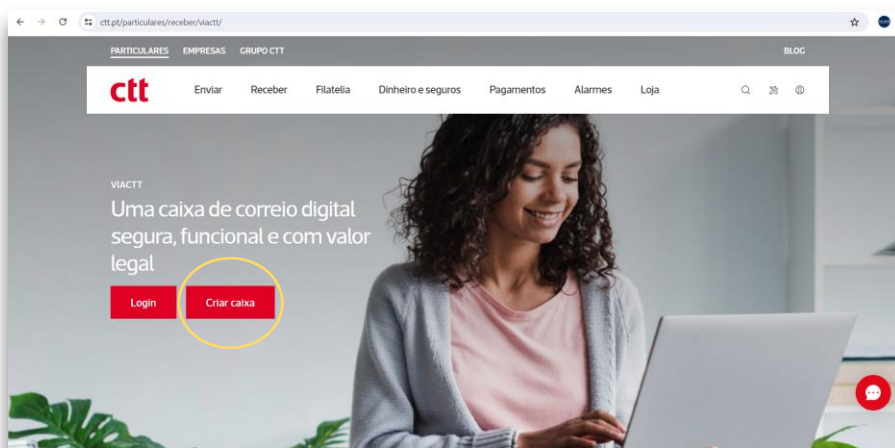 ctt.pt/particulares/receber/viactt/
PARTICULARES EMPRESAS GRUPO CTT BLOG
ctt Enviar Receber Filatelia Dinheiro e seguros Pagamentos Alarmes Loja
VIACTT
Uma caixa de correio digital
segura, funcional e com valor
legal
Login Criar caixa